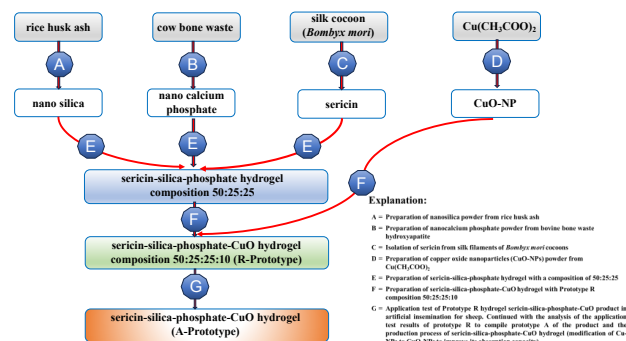 rice husk ash
cow bone waste
silk cocoon
(Bombyx mori)
Cu(CH₃COO)₂
A
B
C
D
nano silica
nano calcium
phosphate
sericin
CuO-NP
E
E
E
sericin-silica-phosphate hydrogel
composition 50:25:25
F
F
sericin-silica-phosphate-CuO hydrogel
composition 50:25:25:10 (R-Prototype)
G
sericin-silica-phosphate-CuO hydrogel
(A-Prototype)
Explanation:
A = Preparation of nanosilica powder from rice husk ash
B = Preparation of nanocalcium phosphate powder from bovine bone waste
hydroxyapatite
C = Isolation of sericin from silk filaments of Bombyx mori cocoons
D = Preparation of copper oxide nanoparticles (CuO-NPs) powder from
Cu(CH₃COO)₂
E = Preparation of sericin-silica-phosphate hydrogel with a composition of 50:25:25
F = Preparation of sericin-silica-phosphate-CuO hydrogel with Prototype R
composition 50:25:25:10
G = Application test of Prototype R hydrogel sericin-silica-phosphate-CuO product in
artificial insemination for sheep. Continued with the analysis of the application
test results of prototype R to compile prototype A of the product and the
production process of sericin-silica-phosphate-CuO hydrogel (modification of Cu-